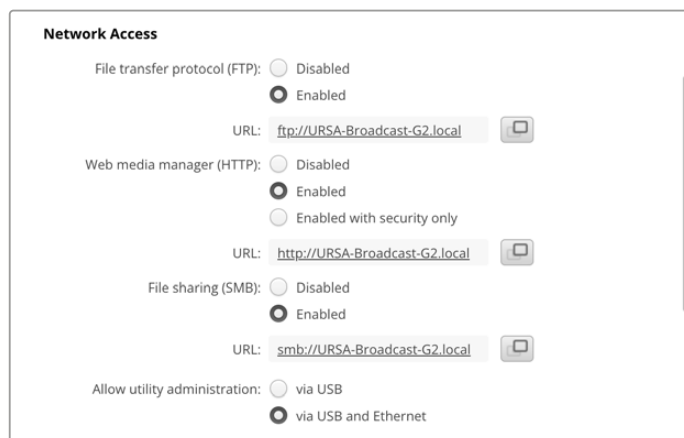 Network Access
File transfer protocol (FTP): Disabled
Enabled
URL: ftp://URSA-Broadcast-G2.local
Web media manager (HTTP): Disabled
Enabled
Enabled with security only
URL: http://URSA-Broadcast-G2.local
File sharing (SMB): Disabled
Enabled
URL: smb://URSA-Broadcast-G2.local
Allow utility administration: via USB
via USB and Ethernet